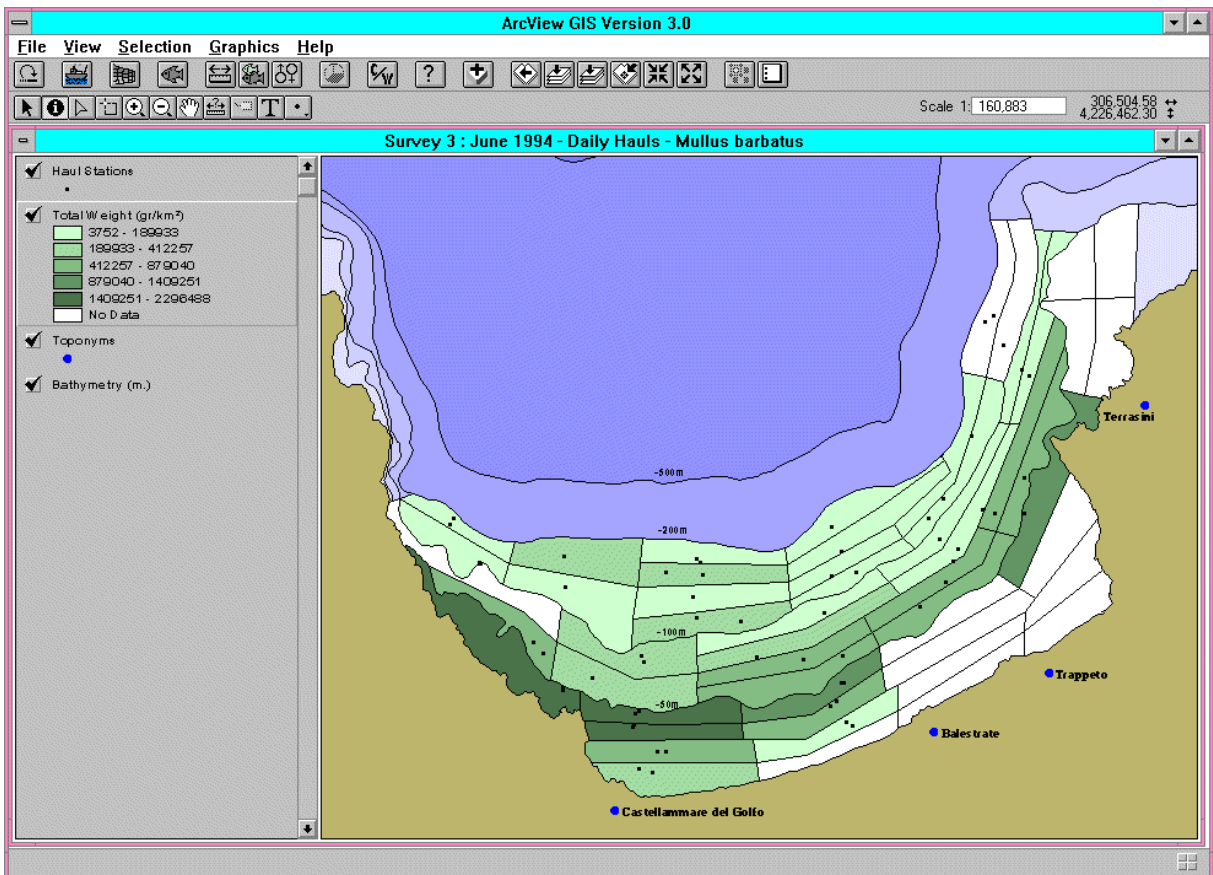 ArcView GIS Version 3.0
File View Selection Graphics Help
?
T
Scale 1: 160,883
306,504.58
4,226,462.30
Survey 3 : June 1994 - Daily Hauls - Mullus barbatus
Haul Stations
Total Weight (gr/km²)
3752 - 189933
189933 - 412257
412257 - 879040
879040 - 1409251
1409251 - 2296488
No Data
Toponyms
Bathymetry (m.)
Terrasini
-500m
-200m
-100m
Trappeto
-50m
Balestrate
Castellammare del Golfo